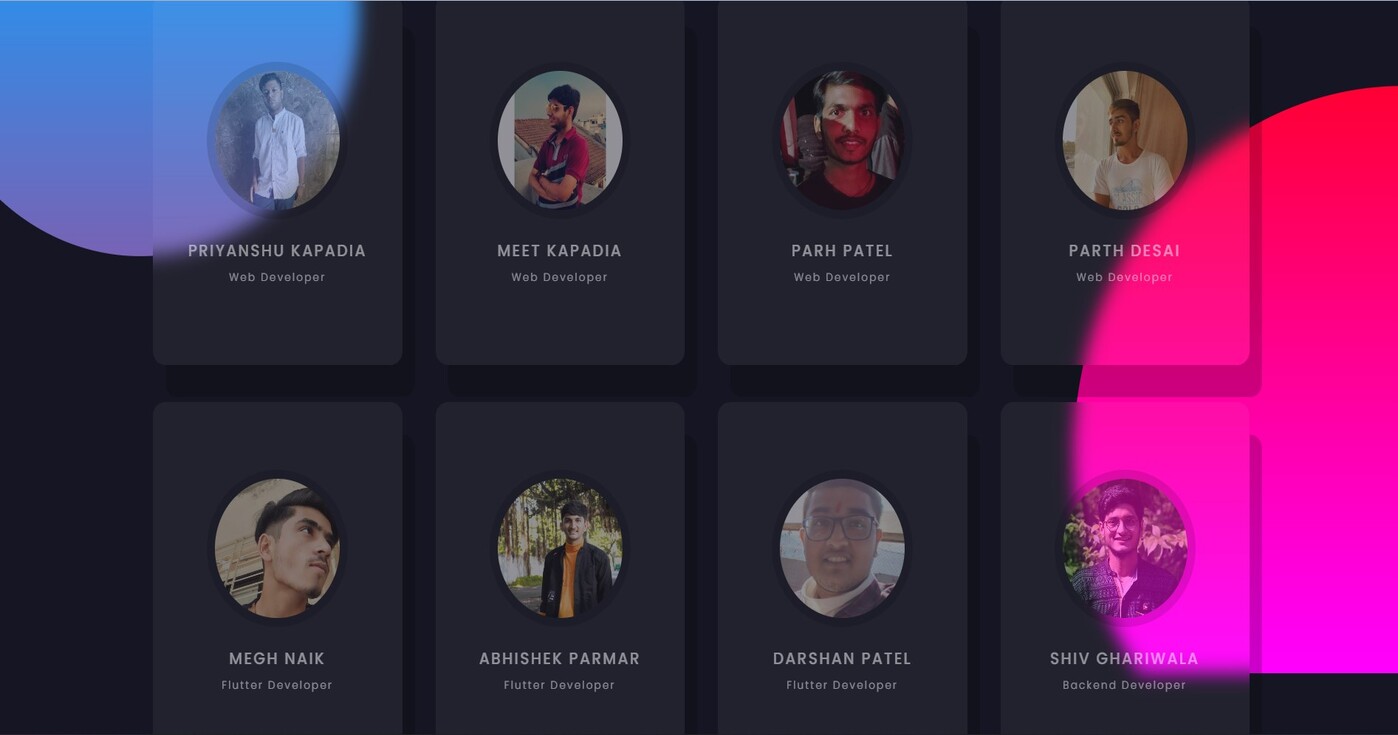 PRIYANSHU KAPADIA
Web Developer
MEET KAPADIA
Web Developer
PARH PATEL
Web Developer
PARTH DESAI
Web Developer
MEGH NAIK
Flutter Developer
ABHISHEK PARMAR
Flutter Developer
DARSHAN PATEL
Flutter Developer
SHIV GHARIWALA
Backend Developer